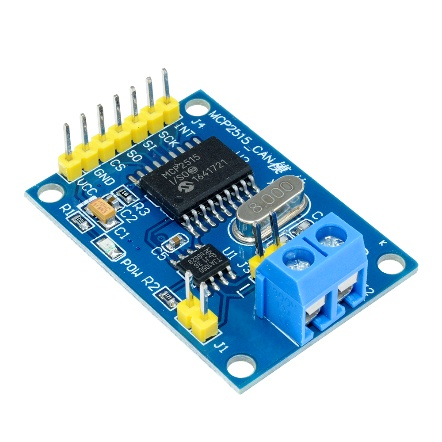 J4
INT
SCK
SI
SO
CS
GND
VCC
MCP2515_CAN
MCP2515
I/SO
1641721
8.000
R1
R3
C2
C1
C5
U1
J3
POW
R2
J1
K